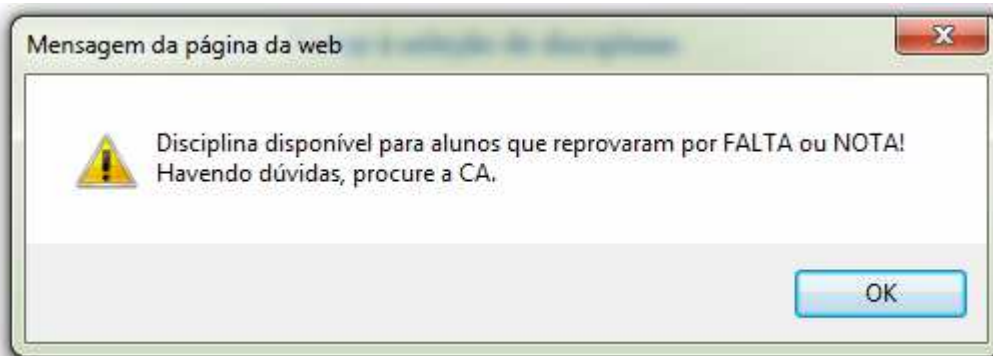 Mensagem da página da web
Disciplina disponível para alunos que reprovaram por FALTA ou NOTA!
Havendo dúvidas, procure a CA.
OK